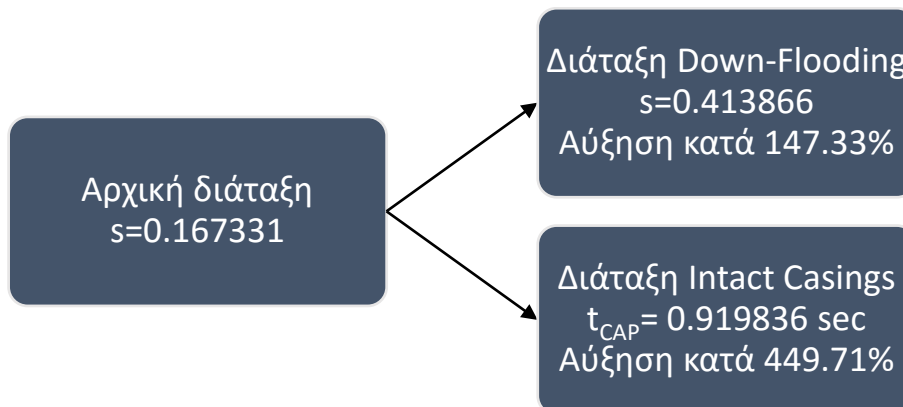 Αρχική διάταξη
s=0.167331
Διάταξη Down-Flooding
s=0.413866
Αύξηση κατά 147.33%
Διάταξη Intact Casings
t_CAP= 0.919836 sec
Αύξηση κατά 449.71%